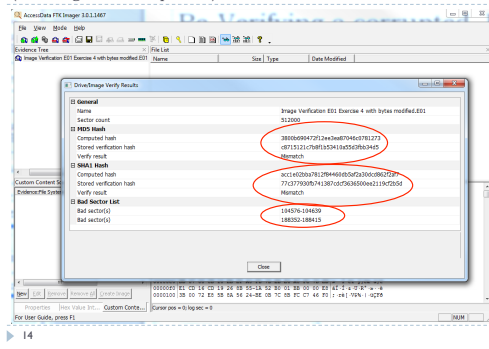 Re-Verifying a corrupted
AccessData FTK Imager 3.0.1.1467
File View Mode Help
Evidence Tree
File List
Image Verification E01 Exercise 4 with bytes modified.E01
Name Size Type Date Modified
Drive/Image Verify Results
General
Name Image Verification E01 Exercise 4 with bytes modified.E01
Sector count 512000
MD5 Hash
Computed hash
Stored verification hash
Verify result Mismatch
SHA1 Hash
Computed hash
Stored verification hash
Verify result Mismatch
Bad Sector List
Bad sector(s) 104576-104639
Bad sector(s) 188352-188415
Close
Custom Content
Evidence:File System
New Edit Remove Remove All Create Image
Properties Hex Value Int... Custom Conte...
Cursor pos = 0; log sec = 0
For User Guide, press F1
NUM
14